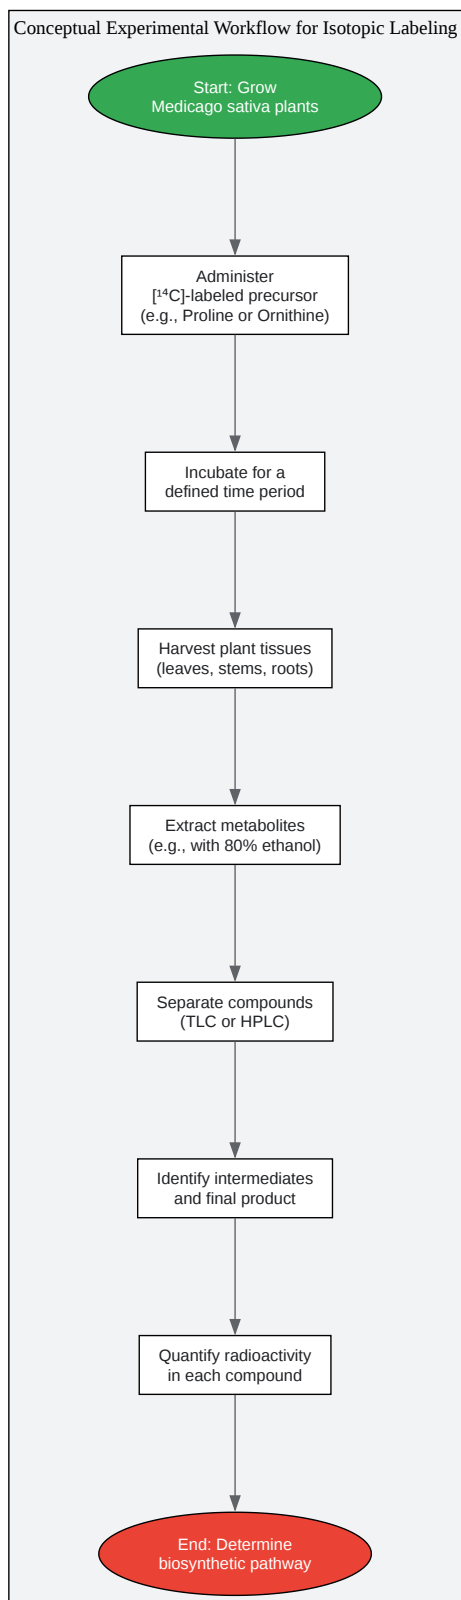 Conceptual Experimental Workflow for Isotopic Labeling
Start: Grow
Medicago sativa plants
Administer
[¹⁴C]-labeled precursor
(e.g., Proline or Ornithine)
Incubate for a
defined time period
Harvest plant tissues
(leaves, stems, roots)
Extract metabolites
(e.g., with 80% ethanol)
Separate compounds
(TLC or HPLC)
Identify intermediates
and final product
Quantify radioactivity
in each compound
End: Determine
biosynthetic pathway